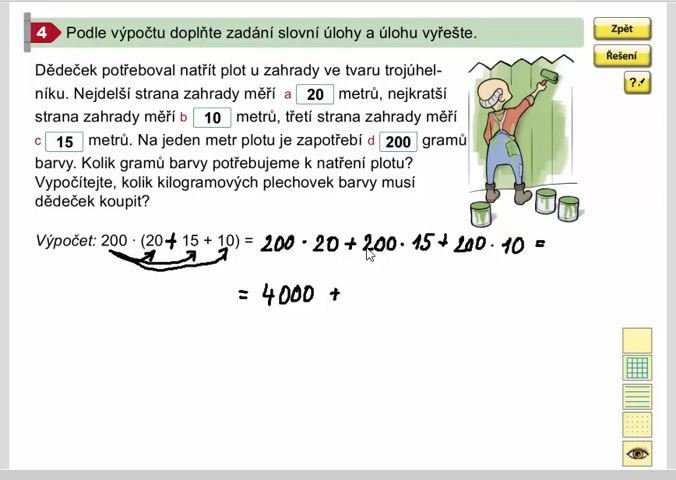 4 Podle výpočtu doplňte zadání slovní úlohy a úlohu vyřešte.
Zpět
Řešení
?
Dědeček potřeboval natřít plot u zahrady ve tvaru trojúhel-
níku. Nejdelší strana zahrady měří a 20 metrů, nejkratší
strana zahrady měří b 10 metrů, třetí strana zahrady měří
c 15 metrů. Na jeden metr plotu je zapotřebí d 200 gramů
barvy. Kolik gramů barvy potřebujeme k natření plotu?
Vypočítejte, kolik kilogramových plechovek barvy musí
dědeček koupit?
Výpočet: 200 · (20 + 15 + 10) = 200 · 20 + 200 · 15 + 200 · 10 =
= 4000 +